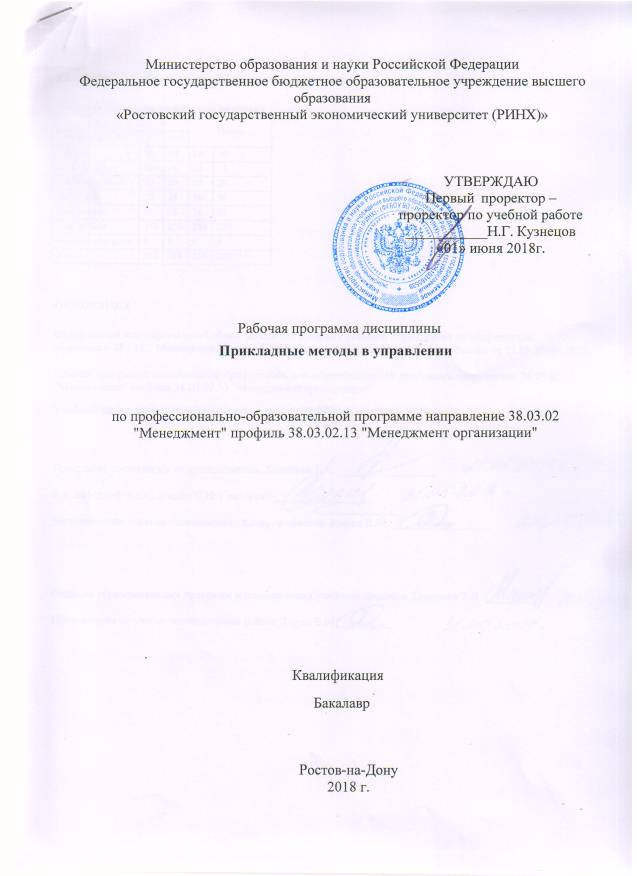 Министерство образования и науки Российской Федерации
Федеральное государственное бюджетное образовательное учреждение высшего
образования
«Ростовский государственный экономический университет (РИНХ)»
УТВЕРЖДАЮ
Первый проректор –
проректор по учебной работе
Н.Г. Кузнецов
«01» июня 2018г.
Рабочая программа дисциплины
Прикладные методы в управлении
по профессионально-образовательной программе направление 38.03.02
"Менеджмент" профиль 38.03.02.13 "Менеджмент организации"
Квалификация
Бакалавр
Ростов-на-Дону
2018 г.